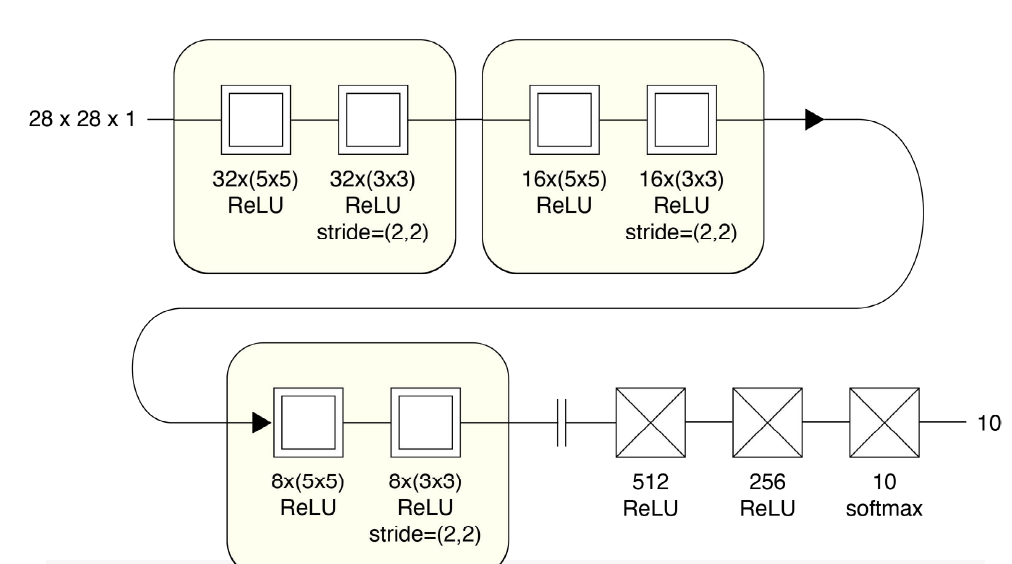 28 x 28 x 1
32x(5x5) 32x(3x3) 16x(5x5) 16x(3x3)
ReLU ReLU ReLU ReLU
stride=(2,2) stride=(2,2)
10
8x(5x5) 8x(3x3) 512 256 10
ReLU ReLU ReLU ReLU softmax
stride=(2,2)